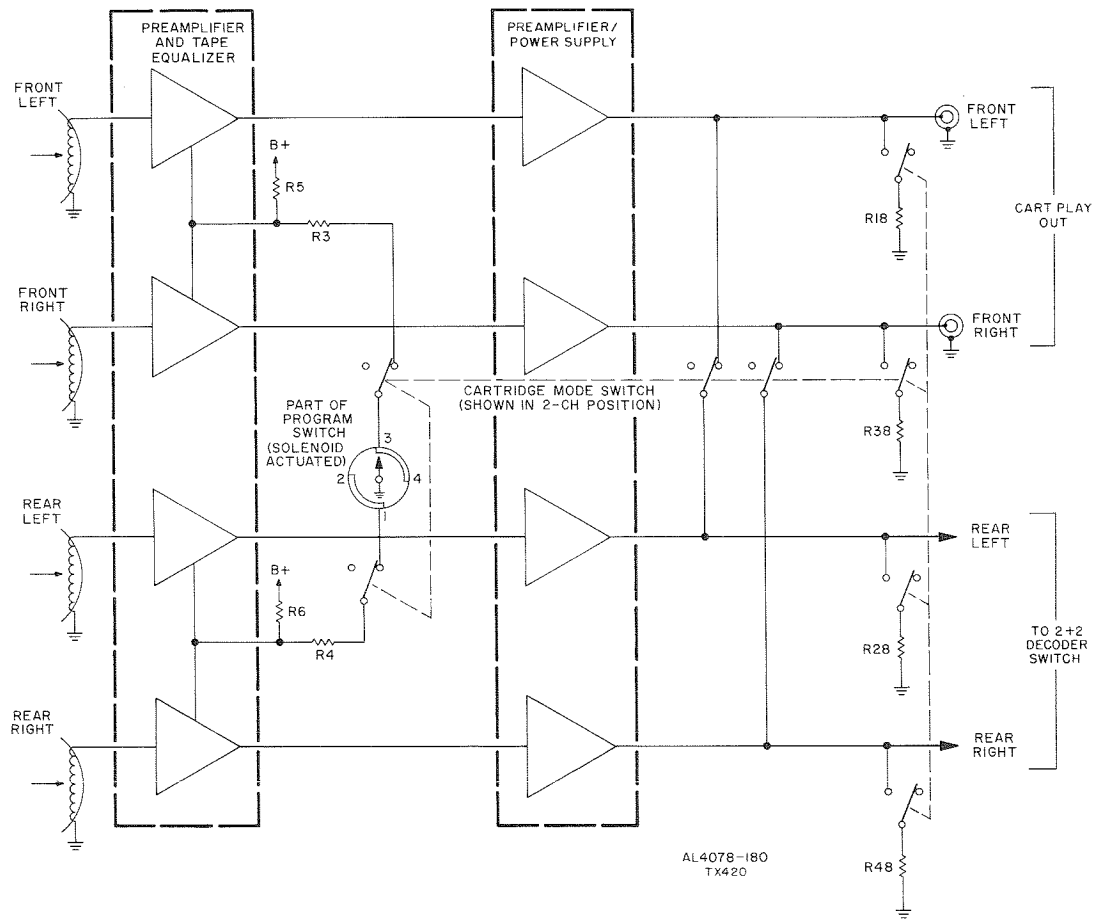 PREAMPLIFIER
AND TAPE
EQUALIZER
PREAMPLIFIER/
POWER SUPPLY
FRONT
LEFT
FRONT
LEFT
B+
R5
R3
R18
CART PLAY
OUT
FRONT
RIGHT
FRONT
RIGHT
CARTRIDGE MODE SWITCH
(SHOWN IN 2-CH POSITION)
PART OF
PROGRAM
SWITCH
(SOLENOID
ACTUATED)
3
2
4
1
R38
REAR
LEFT
REAR
LEFT
B+
R6
R4
R28
TO 2+2
DECODER
SWITCH
REAR
RIGHT
REAR
RIGHT
AL4078-180
TX420
R48